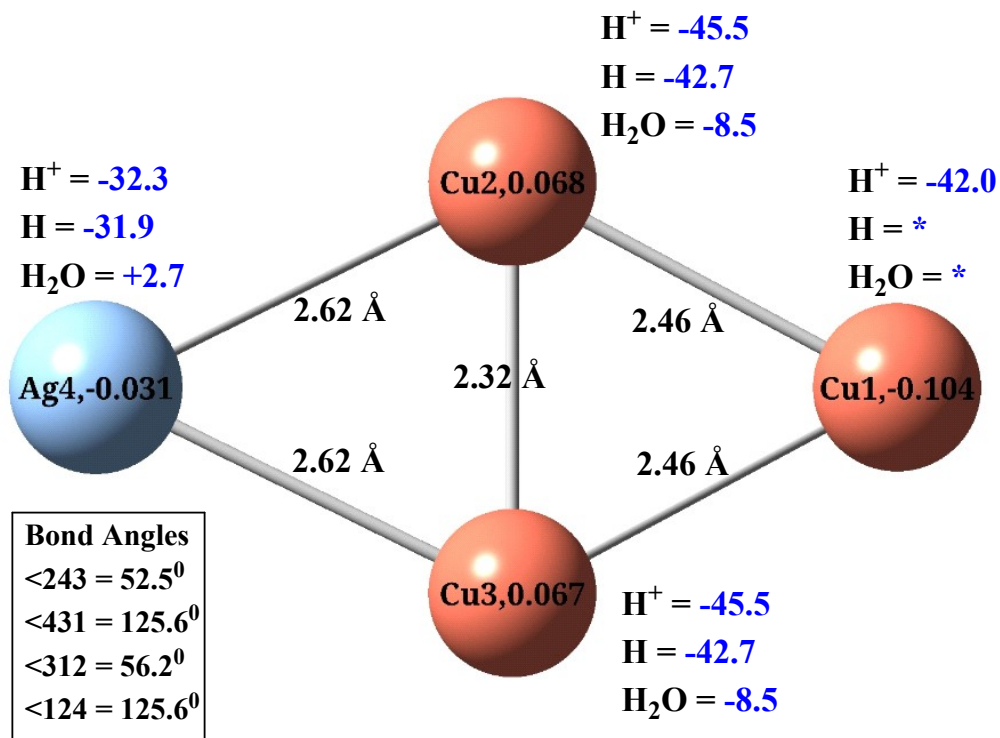 H⁺ = -45.5
H = -42.7
H₂O = -8.5
Cu2,0.068
H⁺ = -32.3
H = -31.9
H₂O = +2.7
H⁺ = -42.0
H = *
H₂O = *
2.62 Å
2.46 Å
2.32 Å
Ag4,-0.031
Cu1,-0.104
2.62 Å
2.46 Å
Bond Angles
<243 = 52.5⁰
<431 = 125.6⁰
<312 = 56.2⁰
<124 = 125.6⁰
Cu3,0.067
H⁺ = -45.5
H = -42.7
H₂O = -8.5